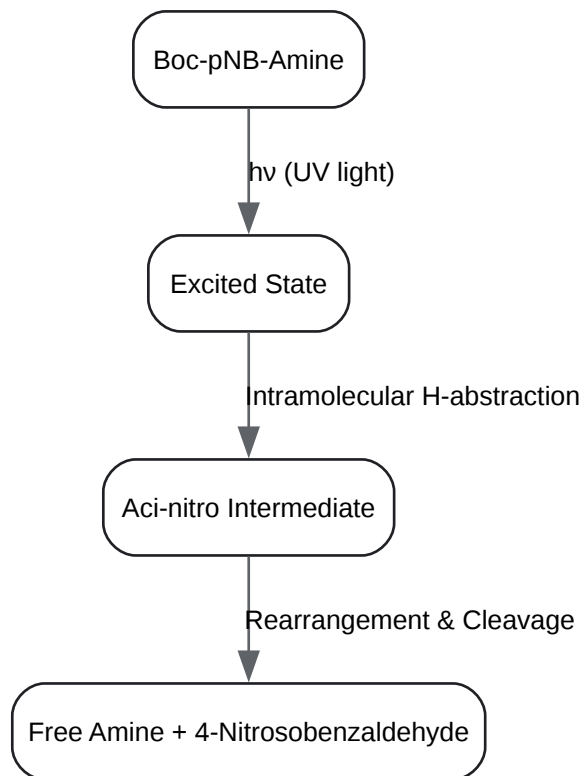 Boc-pNB-Amine
hν (UV light)
Excited State
Intramolecular H-abstraction
Aci-nitro Intermediate
Rearrangement & Cleavage
Free Amine + 4-Nitrosobenzaldehyde